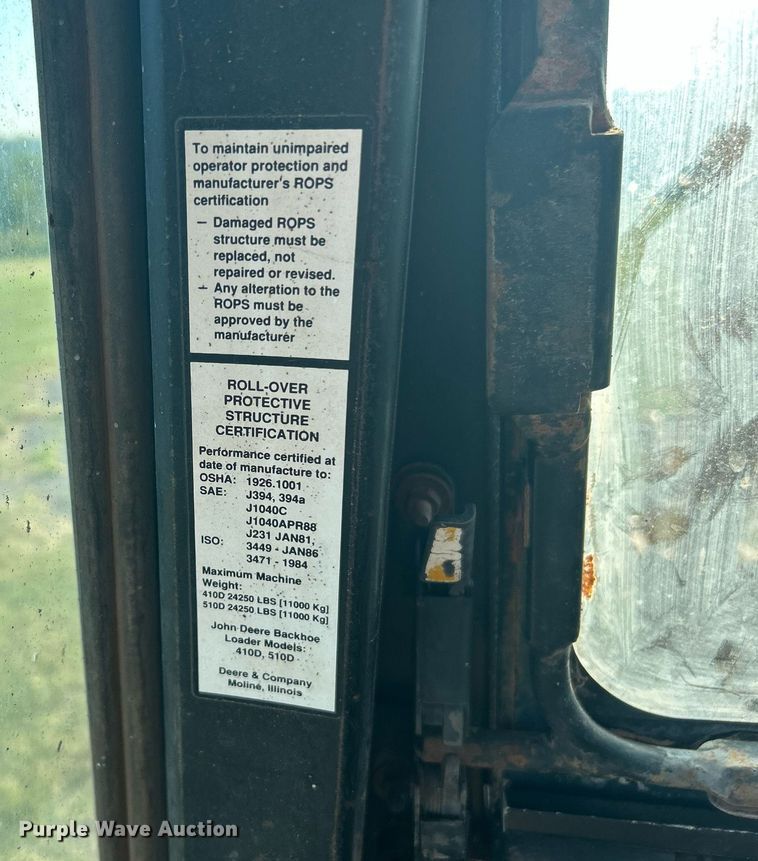 To maintain unimpaired
operator protection and
manufacturer's ROPS
certification
— Damaged ROPS
structure must be
replaced, not
repaired or revised.
— Any alteration to the
ROPS must be
approved by the
manufacturer
ROLL-OVER
PROTECTIVE
STRUCTURE
CERTIFICATION
Performance certified at
date of manufacture to:
OSHA: 1926.1001
SAE: J394, 394a
J1040C
J1040APR88
J231 JAN81,
ISO: 3449 - JAN86
3471 - 1984
Maximum Machine
Weight:
410D 24250 LBS [11000 Kg]
510D 24250 LBS [11000 Kg]
John Deere Backhoe
Loader Models:
410D, 510D
Deere & Company
Moline, Illinois
Purple Wave Auction